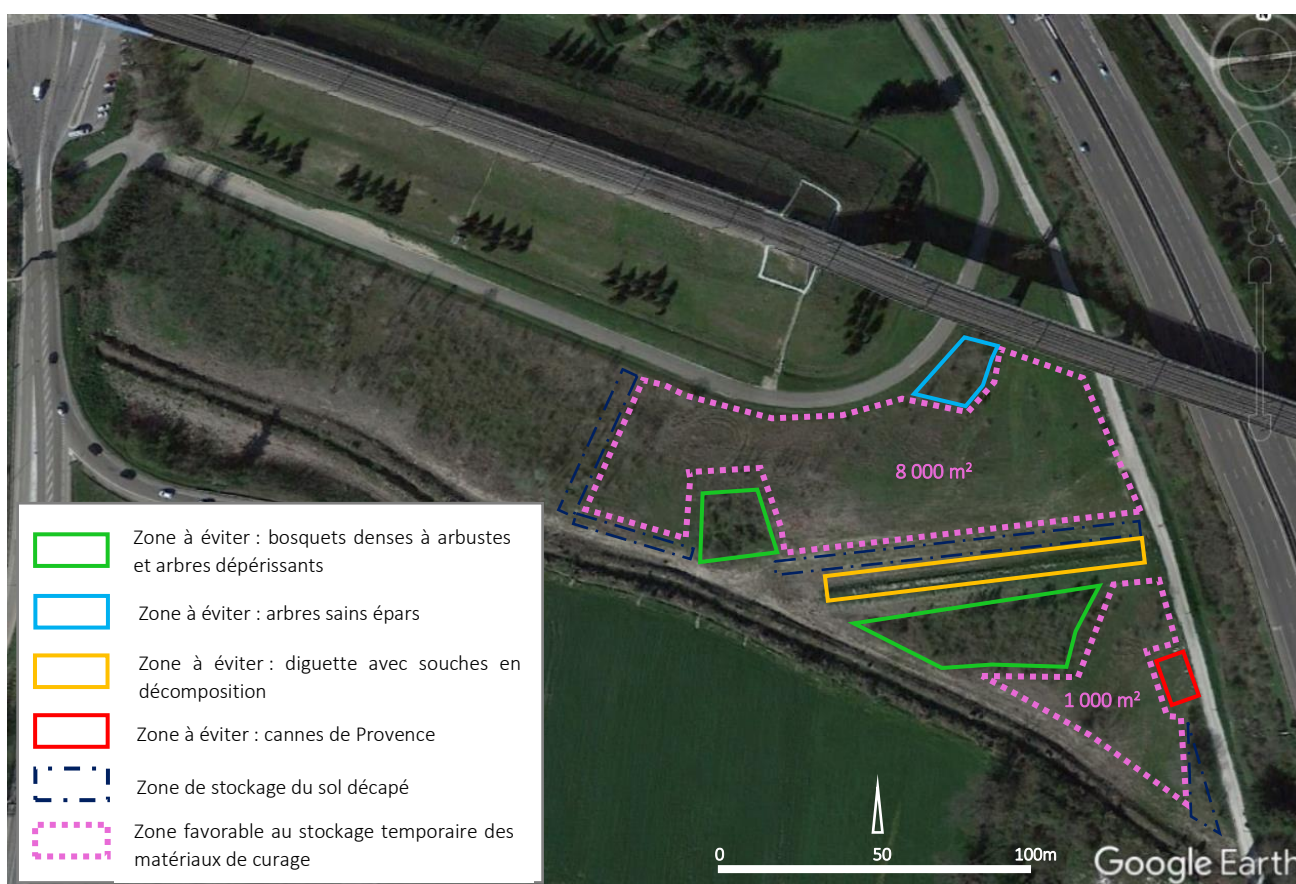 8 000 m²
Zone à éviter : bosquets denses à arbustes
et arbres dépérissants
Zone à éviter : arbres sains épars
Zone à éviter : diguette avec souches en
décomposition
Zone à éviter : cannes de Provence
Zone de stockage du sol décapé
Zone favorable au stockage temporaire des
matériaux de curage
1 000 m²
0 50 100m
Google Earth